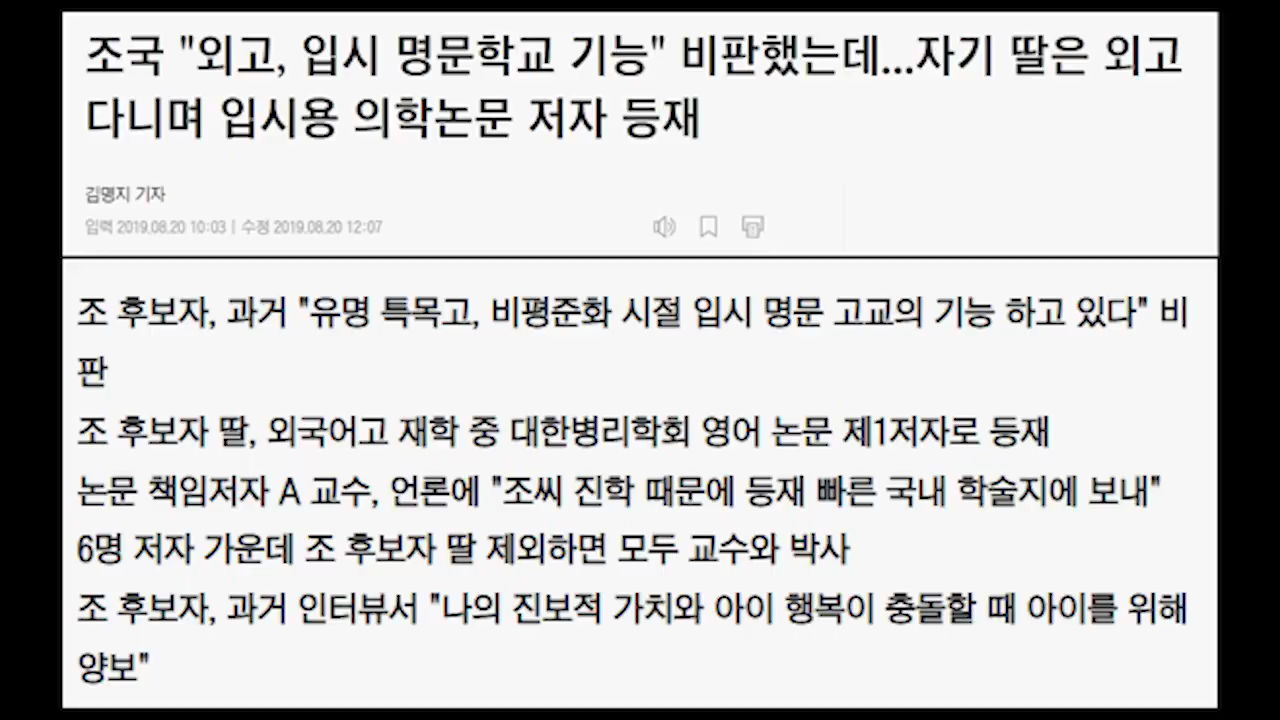 조국 "외고, 입시 명문학교 기능" 비판했는데...자기 딸은 외고
다니며 입시용 의학논문 저자 등재
김명지 기자
입력 2019.08.20 10:03 | 수정 2019.08.20 12:07
조 후보자, 과거 "유명 특목고, 비평준화 시절 입시 명문 고교의 기능 하고 있다" 비
판
조 후보자 딸, 외국어고 재학 중 대한병리학회 영어 논문 제1저자로 등재
논문 책임저자 A 교수, 언론에 "조씨 진학 때문에 등재 빠른 국내 학술지에 보내"
6명 저자 가운데 조 후보자 딸 제외하면 모두 교수와 박사
조 후보자, 과거 인터뷰서 "나의 진보적 가치와 아이 행복이 충돌할 때 아이를 위해
양보"